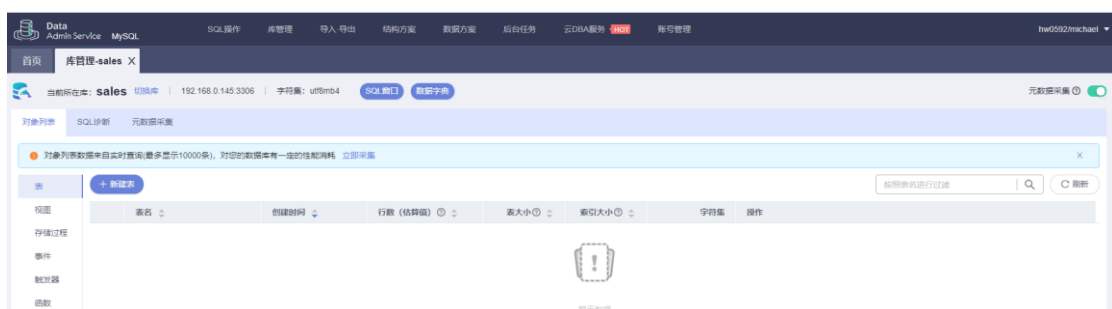 Data
Admin Service MySQL SQL操作 库管理 导入·导出 结构方案 数据方案 后台任务 云DBA服务 HOT 账号管理 hw0592/michael
首页 库管理-sales X
当前所在库: sales 切换库 | 192.168.0.145:3306 | 字符集: utf8mb4 SQL窗口 数据字典 元数据采集
对象列表 SQL诊断 元数据采集
对象列表数据来自实时查询(最多显示10000条), 对您的数据库有一定的性能消耗 立即采集 X
表 + 新建表 按照表名进行过滤 刷新
视图 表名 创建时间 行数 (估算值) 表大小 索引大小 字符集 操作
存储过程
事件
触发器
函数